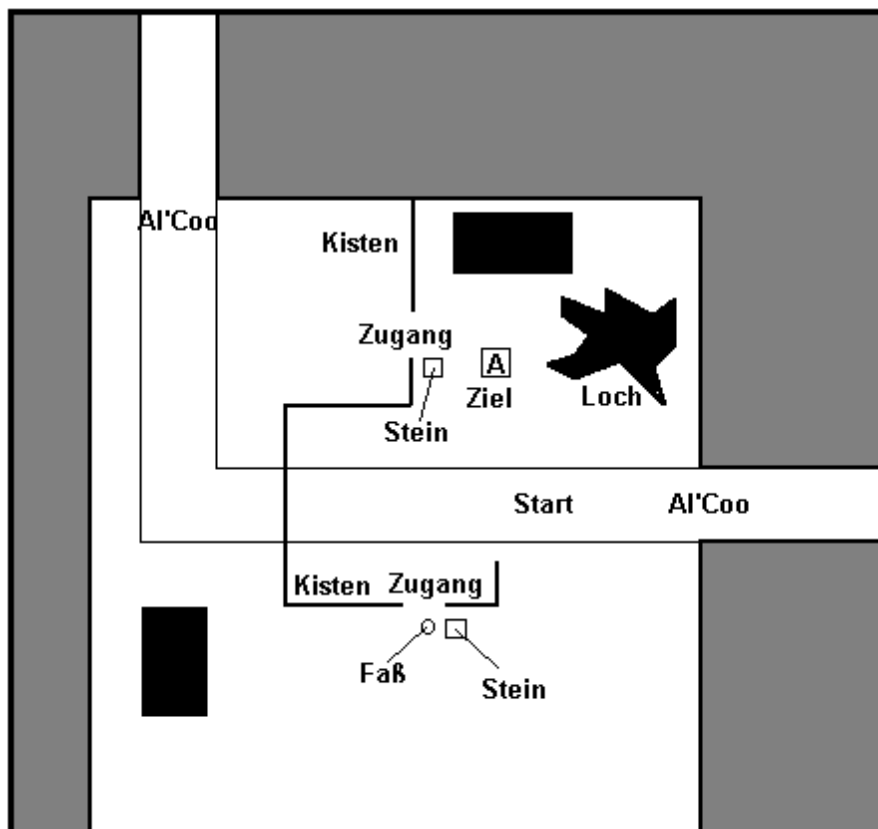 Al'Coo
Kisten
Zugang
A
Ziel
Loch
Stein
Start
Al'Coo
Kisten
Zugang
Faß
Stein